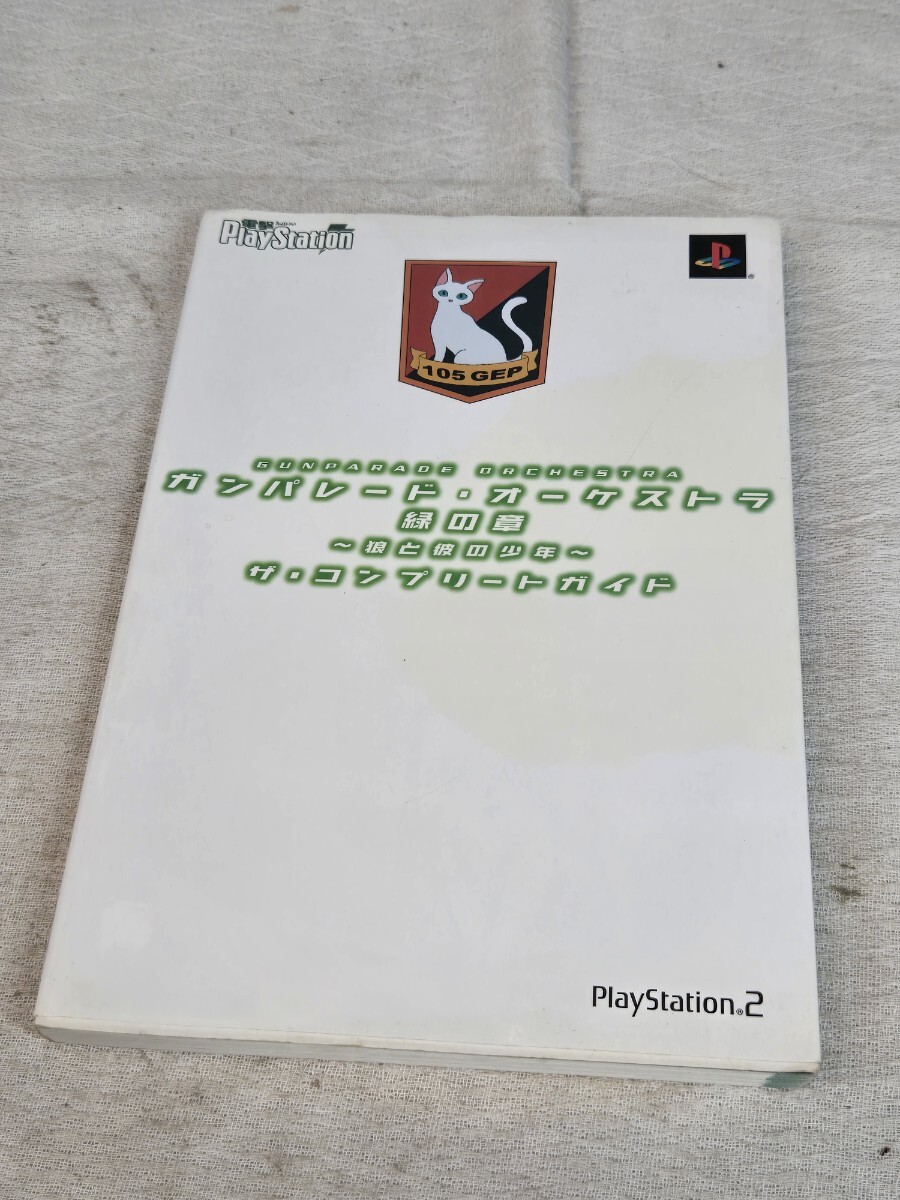 電撃
PlayStation
105 GEP
GUNPARADE ORCHESTRA
ガンパレード・オーケストラ
緑の章
～狼と彼の少年～
ザ・コンプリートガイド
PlayStation®2